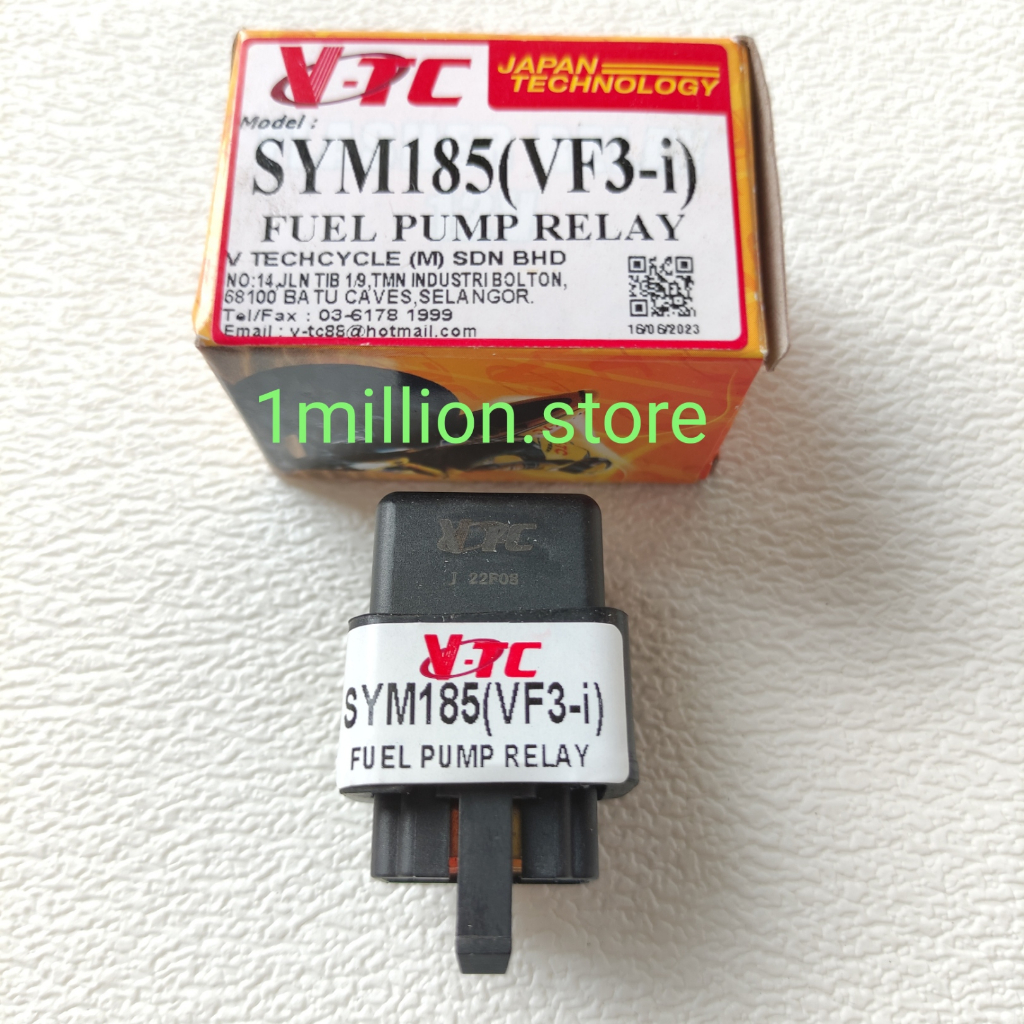 V-TC
JAPAN
TECHNOLOGY
Model :
SYM185(VF3-i)
FUEL PUMP RELAY
V TECHCYCLE (M) SDN BHD
NO:14,JLN TIB 1/9,TMN INDUSTRI BOLTON,
68100 BATU CAVES,SELANGOR.
Tel/Fax : 03-6178 1999
Email : v-tc88@hotmail.com
16/06/2023
1million.store
V-TC
J 22F08
V-TC
SYM185(VF3-i)
FUEL PUMP RELAY